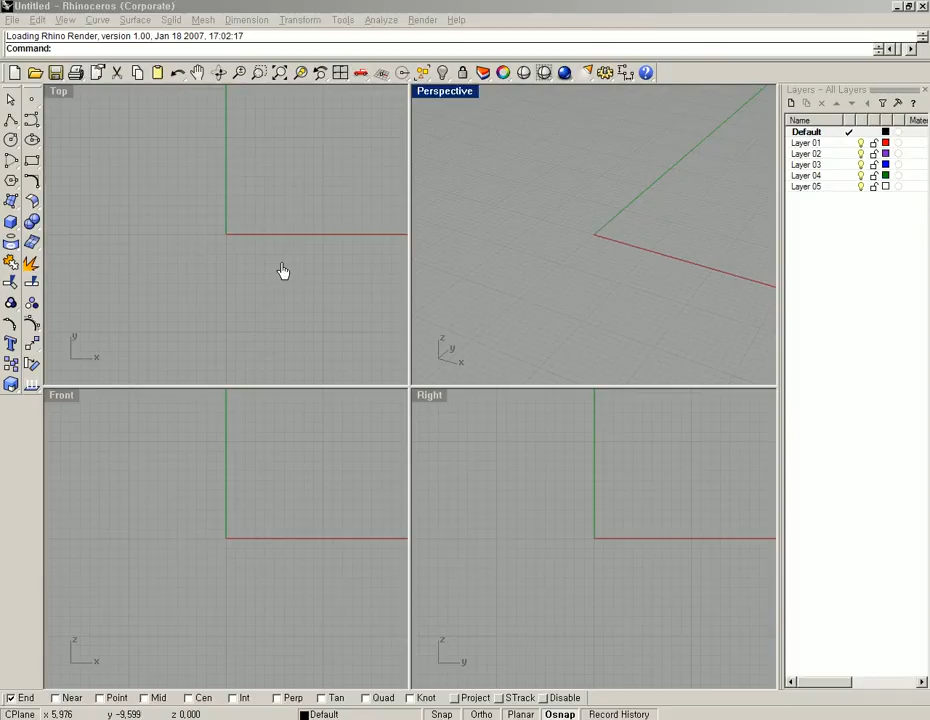 Untitled - Rhinoceros (Corporate)
File Edit View Curve Surface Solid Mesh Dimension Transform Tools Analyze Render Help
Loading Rhino Render, version 1.00, Jan 18 2007, 17:02:17
Command:
Top
Perspective
Layers - All Layers
Name Mate
Default
Layer 01
Layer 02
Layer 03
Layer 04
Layer 05
y
x
z
y
x
Front
Right
z
x
z
y
End Near Point Mid Cen Int Perp Tan Quad Knot Project STrack Disable
CPlane x 5,976 y -9,599 z 0,000 Default Snap Ortho Planar Osnap Record History